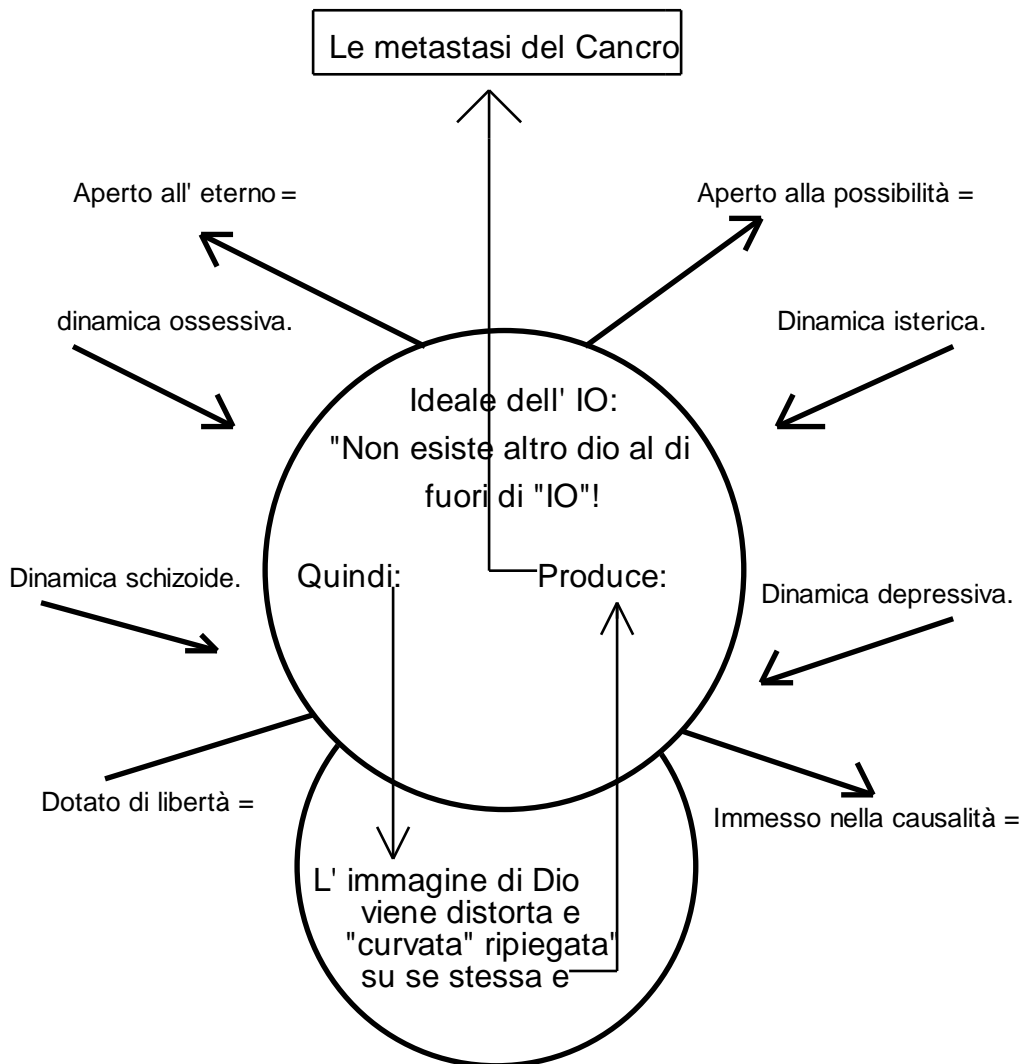 Le metastasi del Cancro
Aperto all' eterno =
Aperto alla possibilità =
dinamica ossessiva.
Dinamica isterica.
Ideale dell' IO:
"Non esiste altro dio al di
fuori di "IO"!
Dinamica schizoide.
Quindi:
Produce:
Dinamica depressiva.
Dotato di libertà =
Immesso nella causalità =
L' immagine di Dio
viene distorta e
"curvata" ripiegata"
su se stessa e